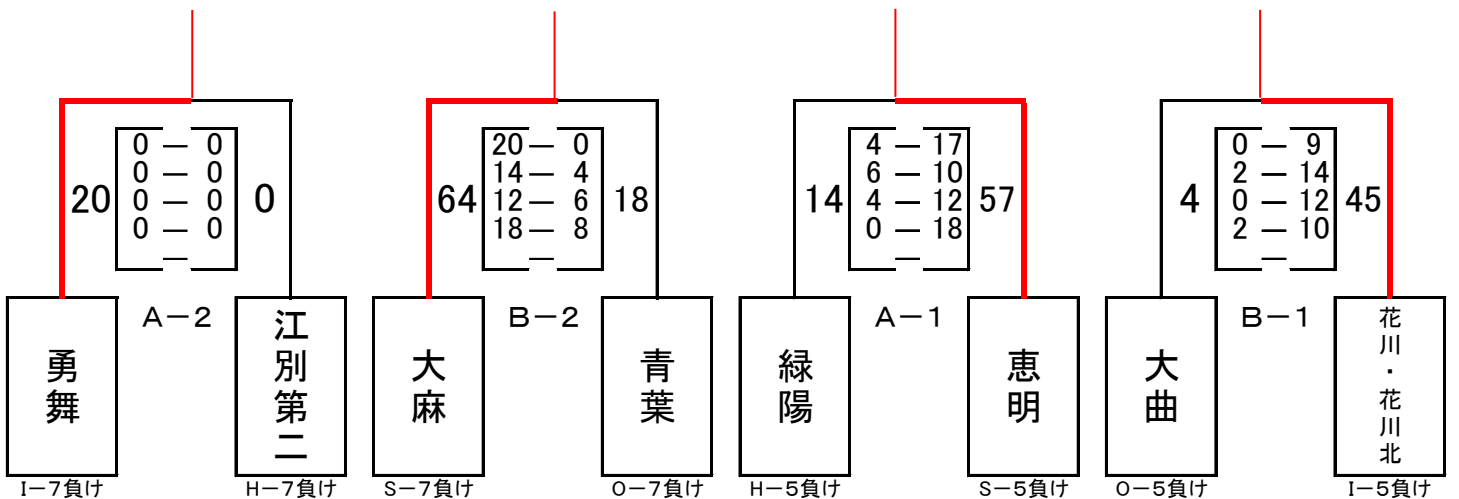 20
0 — 0
0 — 0
0 — 0
0 — 0
—
0
A－2
勇舞
江別第二
I－7負け
H－7負け
64
20 — 0
14 — 4
12 — 6
18 — 8
—
18
B－2
大麻
青葉
S－7負け
O－7負け
14
4 — 17
6 — 10
4 — 12
0 — 18
—
57
A－1
緑陽
恵明
H－5負け
S－5負け
4
0 — 9
2 — 14
0 — 12
2 — 10
—
45
B－1
大曲
花川・花川北
O－5負け
I－5負け